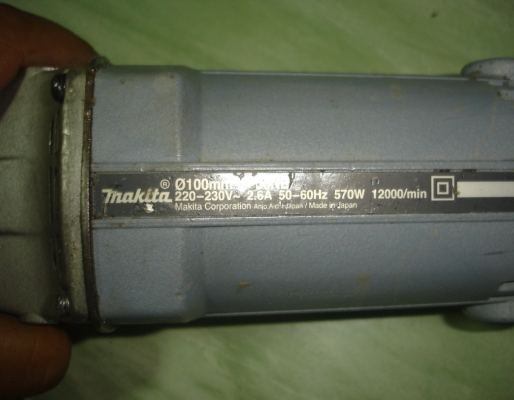 makita® Ø100mm
220–230V~ 2.6A 50–60Hz 570W 12000/min
Makita Corporation Anjo, Aichi Japan / Made in Japan